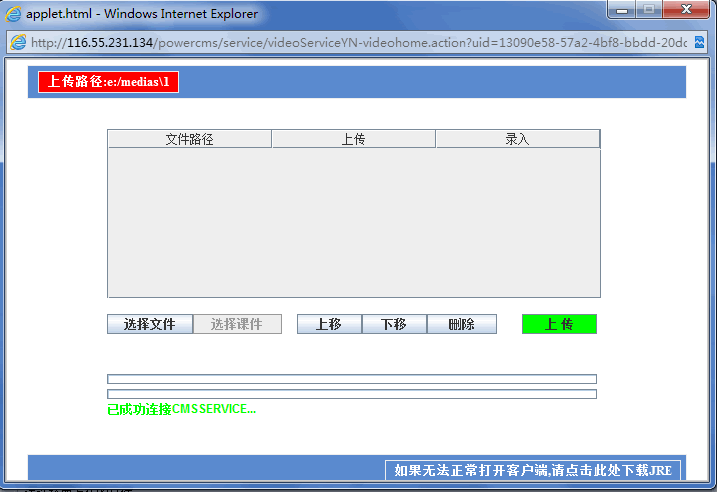 applet.html - Windows Internet Explorer
http://116.55.231.134/powercms/service/videoServiceYN-videohome.action?uid=13090e58-57a2-4bf8-bbdd-20dc
上传路径:e:/medias\1
文件路径 上传 录入
选择文件 选择课件 上移 下移 删除 上 传
已成功连接CMSSERVICE...
如果无法正常打开客户端,请点击此处下载JRE